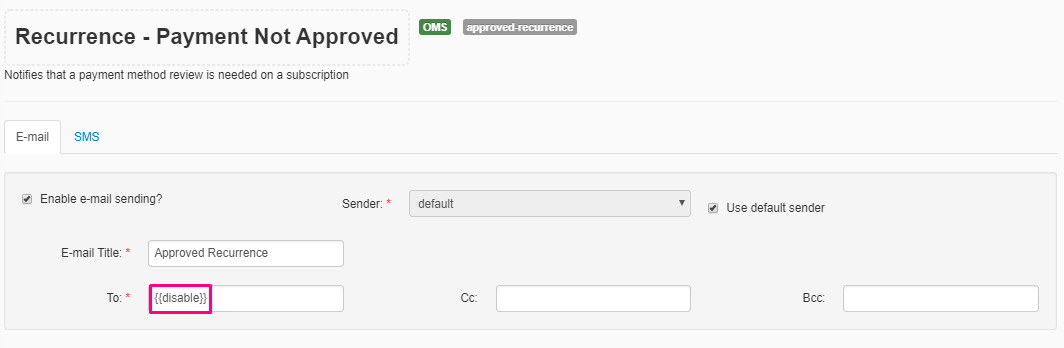 Recurrence - Payment Not Approved OMS approved-recurrence
Notifies that a payment method review is needed on a subscription
E-mail SMS
Enable e-mail sending? Sender: * default Use default sender
E-mail Title: * Approved Recurrence
To: * {{disable}} Cc: Bcc: